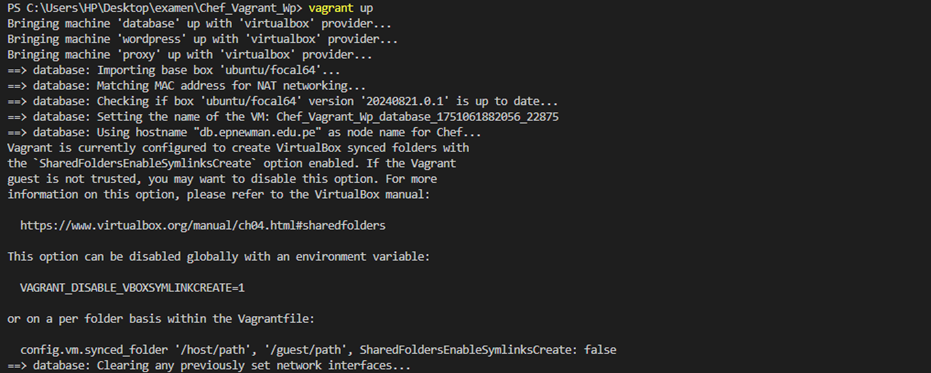 PS C:\Users\HP\Desktop\examen\Chef_Vagrant_Wp> vagrant up
Bringing machine 'database' up with 'virtualbox' provider...
Bringing machine 'wordpress' up with 'virtualbox' provider...
Bringing machine 'proxy' up with 'virtualbox' provider...
==> database: Importing base box 'ubuntu/focal64'...
==> database: Matching MAC address for NAT networking...
==> database: Checking if box 'ubuntu/focal64' version '20240821.0.1' is up to date...
==> database: Setting the name of the VM: Chef_Vagrant_Wp_database_1751061882056_22875
==> database: Using hostname "db.epnewman.edu.pe" as node name for Chef...
Vagrant is currently configured to create VirtualBox synced folders with
the `SharedFoldersEnableSymlinksCreate` option enabled. If the Vagrant
guest is not trusted, you may want to disable this option. For more
information on this option, please refer to the VirtualBox manual:
https://www.virtualbox.org/manual/ch04.html#sharedfolders
This option can be disabled globally with an environment variable:
VAGRANT_DISABLE_VBOXSYMLINKCREATE=1
or on a per folder basis within the Vagrantfile:
config.vm.synced_folder '/host/path', '/guest/path', SharedFoldersEnableSymlinksCreate: false
==> database: Clearing any previously set network interfaces...